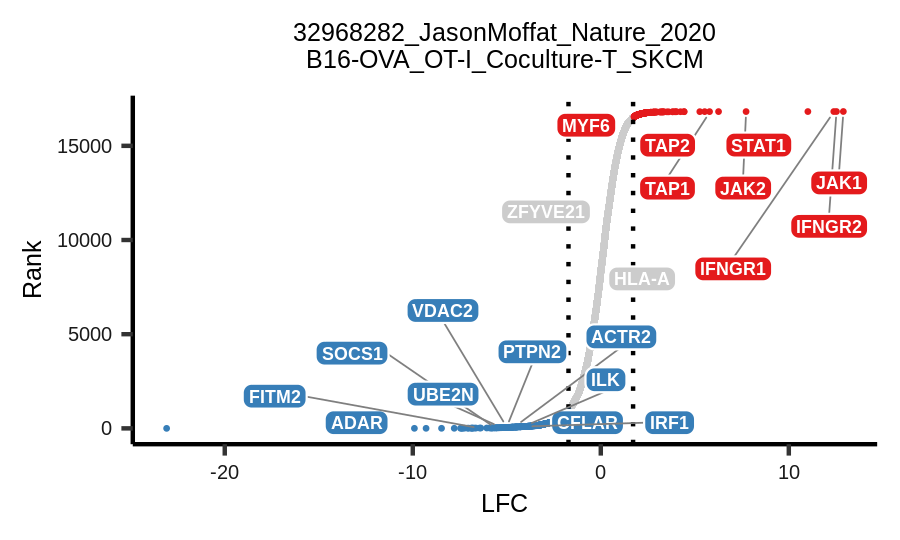 32968282_JasonMoffat_Nature_2020
B16-OVA_OT-I_Coculture-T_SKCM
Rank
15000
10000
5000
0
MYF6
TAP2
STAT1
TAP1
JAK2
JAK1
ZFYVE21
IFNGR2
IFNGR1
HLA-A
VDAC2
ACTR2
SOCS1
PTPN2
ILK
FITM2
UBE2N
ADAR
CFLAR
IRF1
-20
-10
0
10
LFC